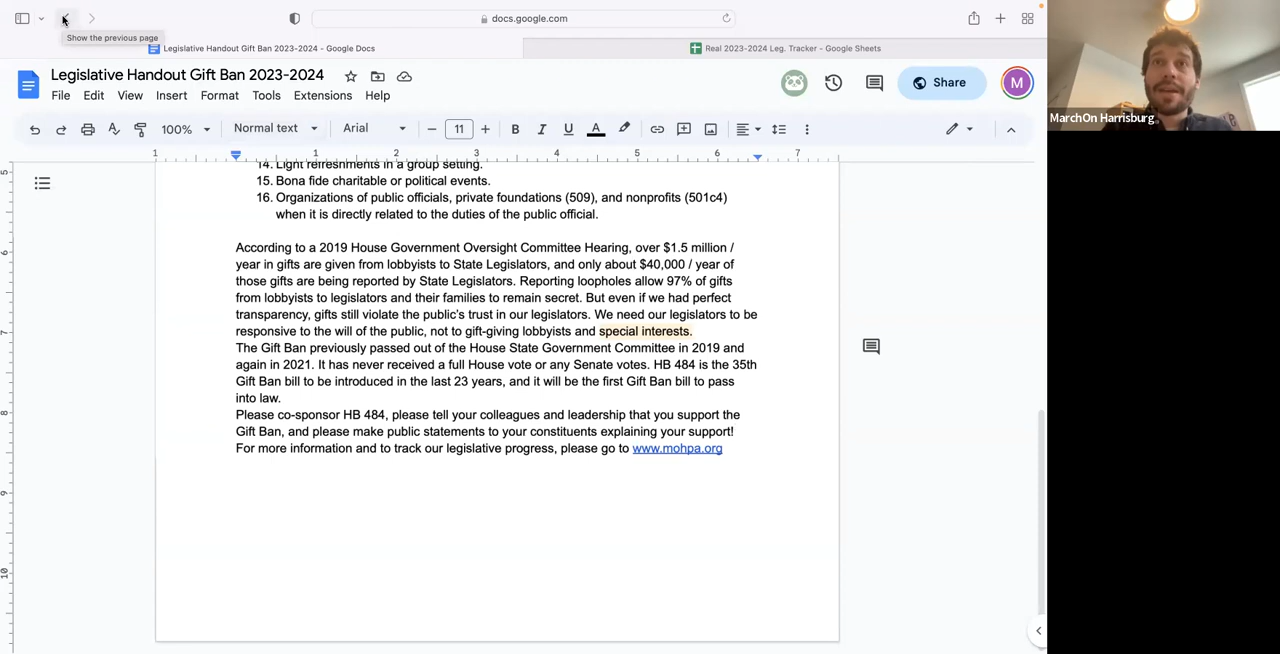 docs.google.com
Show the previous page
Legislative Handout Gift Ban 2023-2024 - Google Docs
Real 2023-2024 Leg. Tracker - Google Sheets
Legislative Handout Gift Ban 2023-2024
Share
M
File Edit View Insert Format Tools Extensions Help
100% Normal text Arial 11 B I U A
1 1 2 3 4 5 6 7
14. Light refreshments in a group setting.
15. Bona fide charitable or political events.
16. Organizations of public officials, private foundations (509), and nonprofits (501c4)
when it is directly related to the duties of the public official.
According to a 2019 House Government Oversight Committee Hearing, over $1.5 million /
year in gifts are given from lobbyists to State Legislators, and only about $40,000 / year of
those gifts are being reported by State Legislators. Reporting loopholes allow 97% of gifts
from lobbyists to legislators and their families to remain secret. But even if we had perfect
transparency, gifts still violate the public's trust in our legislators. We need our legislators to be
responsive to the will of the public, not to gift-giving lobbyists and special interests.
The Gift Ban previously passed out of the House State Government Committee in 2019 and
again in 2021. It has never received a full House vote or any Senate votes. HB 484 is the 35th
Gift Ban bill to be introduced in the last 23 years, and it will be the first Gift Ban bill to pass
into law.
Please co-sponsor HB 484, please tell your colleagues and leadership that you support the
Gift Ban, and please make public statements to your constituents explaining your support!
For more information and to track our legislative progress, please go to www.mohpa.org
5
6
7
8
9
10
MarchOn Harrisburg